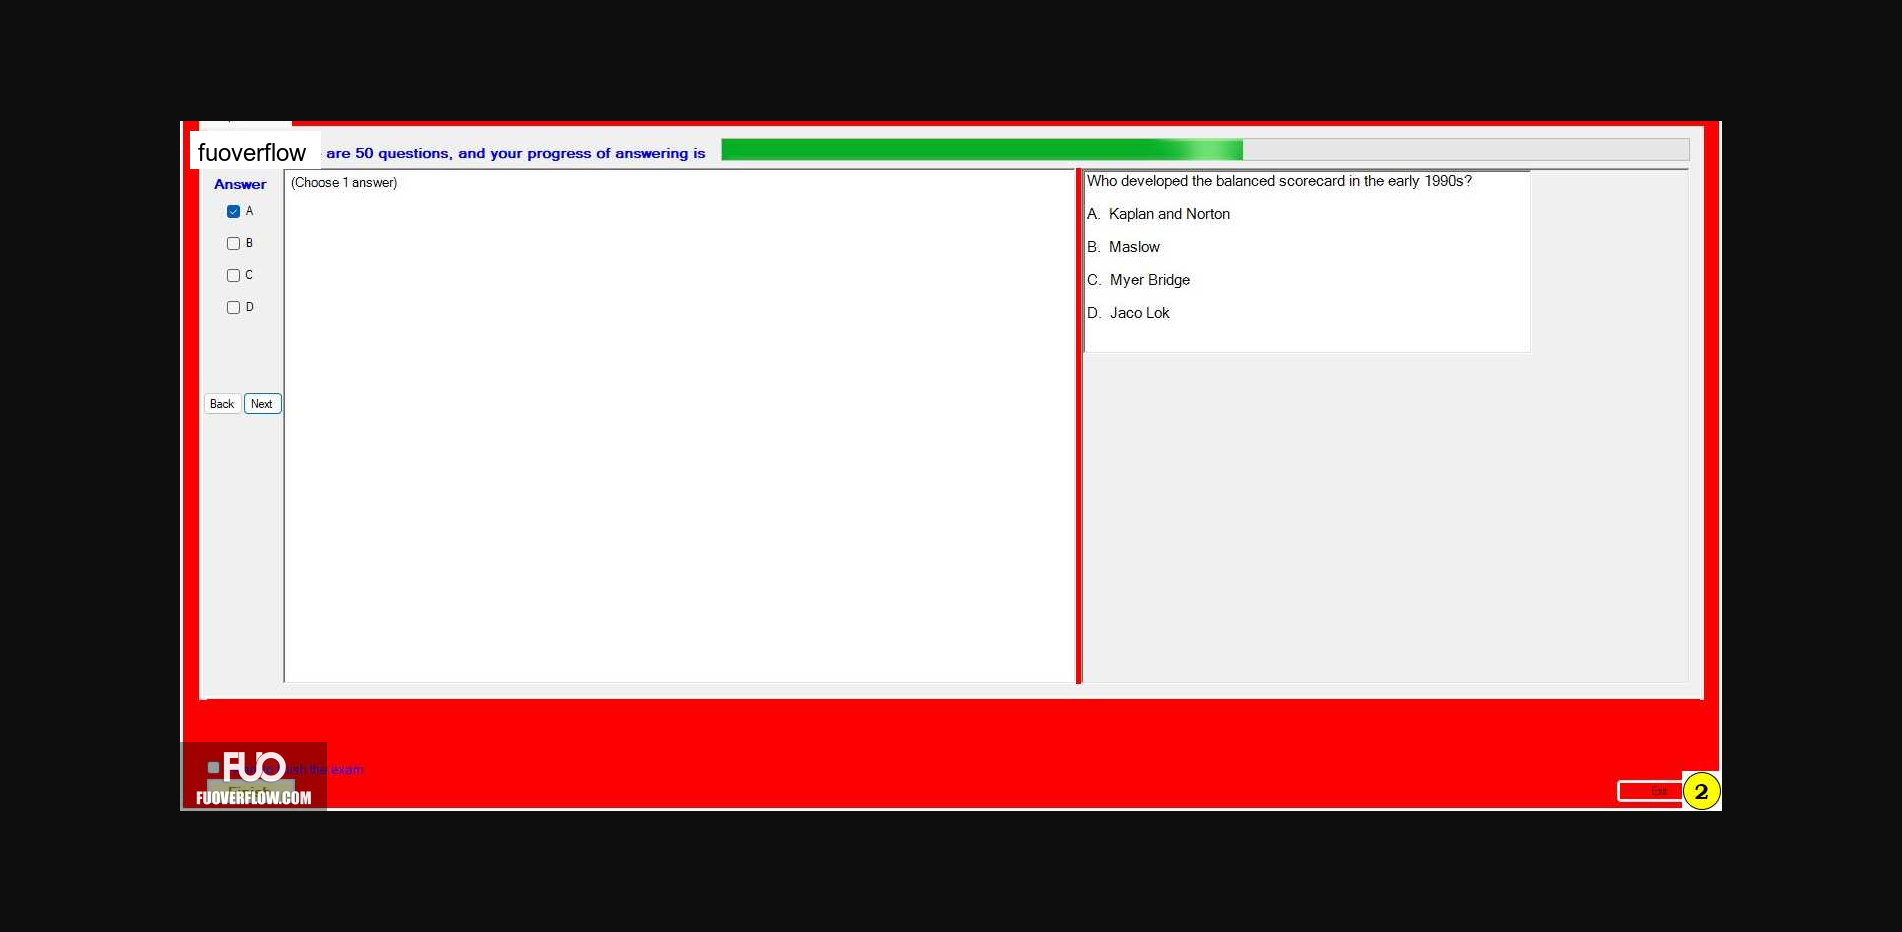 fuoverflow are 50 questions, and your progress of answering is
Answer
A
B
C
D
Back Next
(Choose 1 answer)
Who developed the balanced scorecard in the early 1990s?
A. Kaplan and Norton
B. Maslow
C. Myer Bridge
D. Jaco Lok
FUO
the exam
FUOVERFLOW.COM
Exit
2